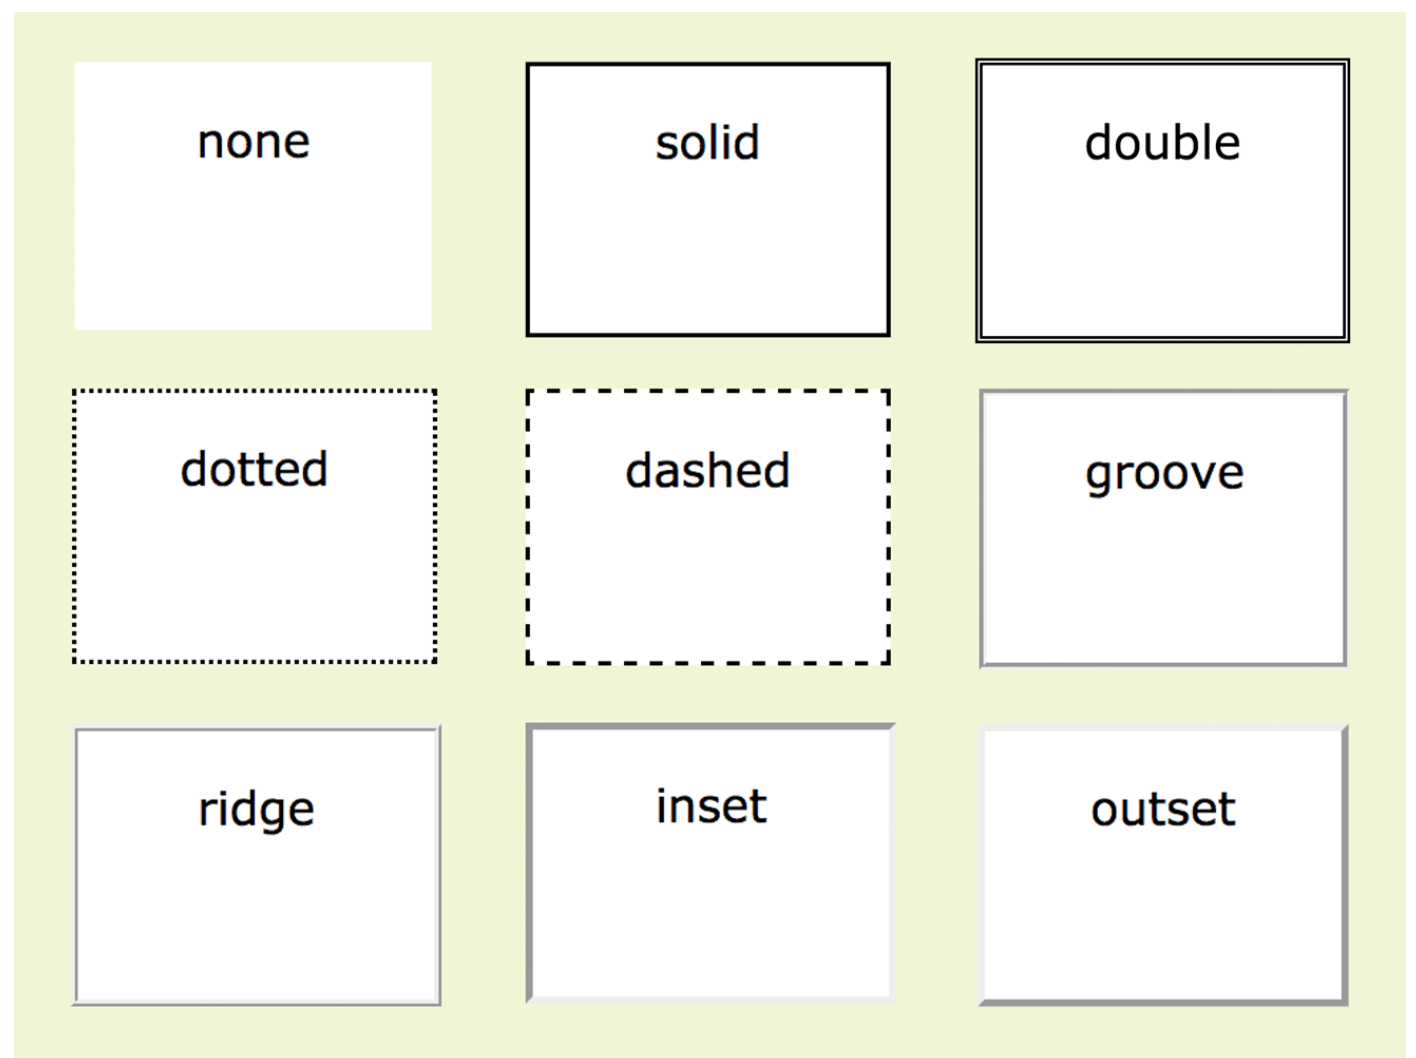 none
solid
double
dotted
dashed
groove
ridge
inset
outset